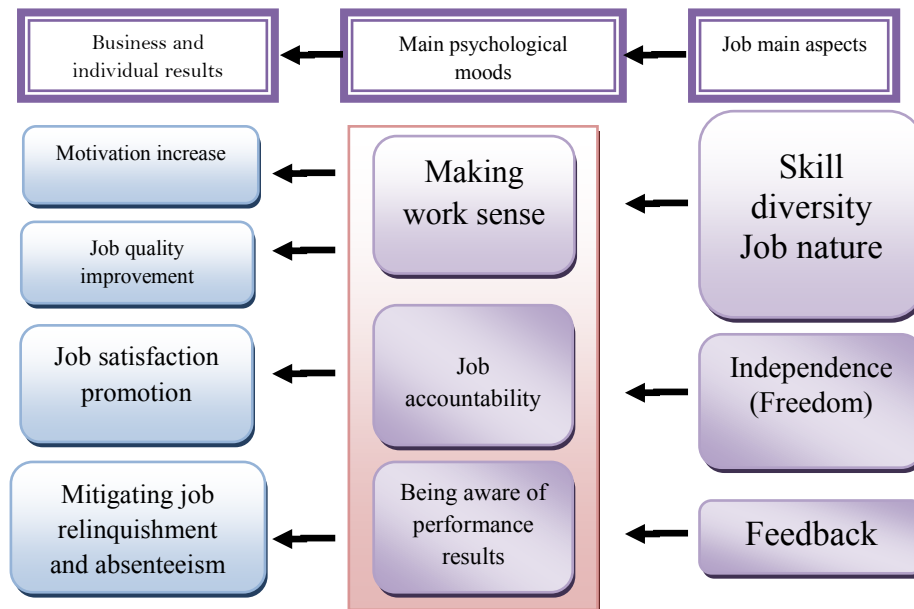 Business and
individual results
Main psychological
moods
Job main aspects
Motivation increase
Making
work sense
Skill
diversity
Job nature
Job quality
improvement
Job satisfaction
promotion
Job
accountability
Independence
(Freedom)
Mitigating job
relinquishment
and absenteeism
Being aware of
performance
results
Feedback